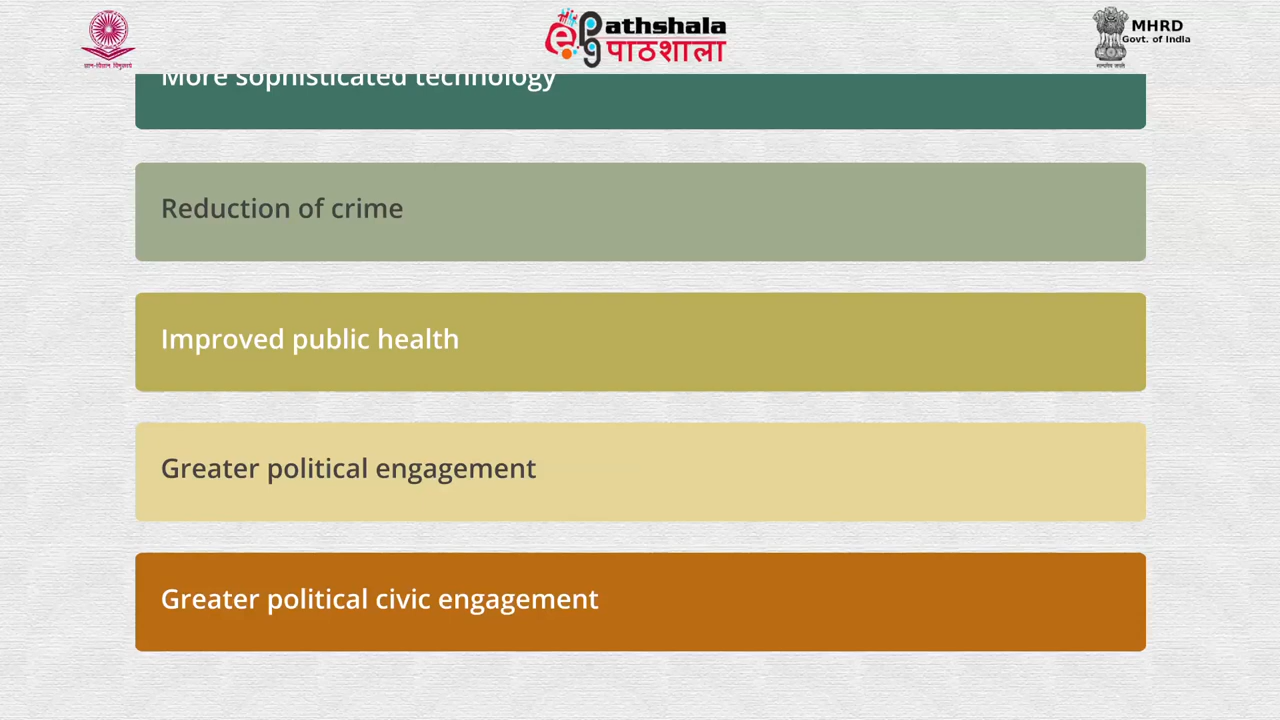 ePathshala
पाठशाला
MHRD
Govt. of India
More sophisticated technology
Reduction of crime
Improved public health
Greater political engagement
Greater political civic engagement